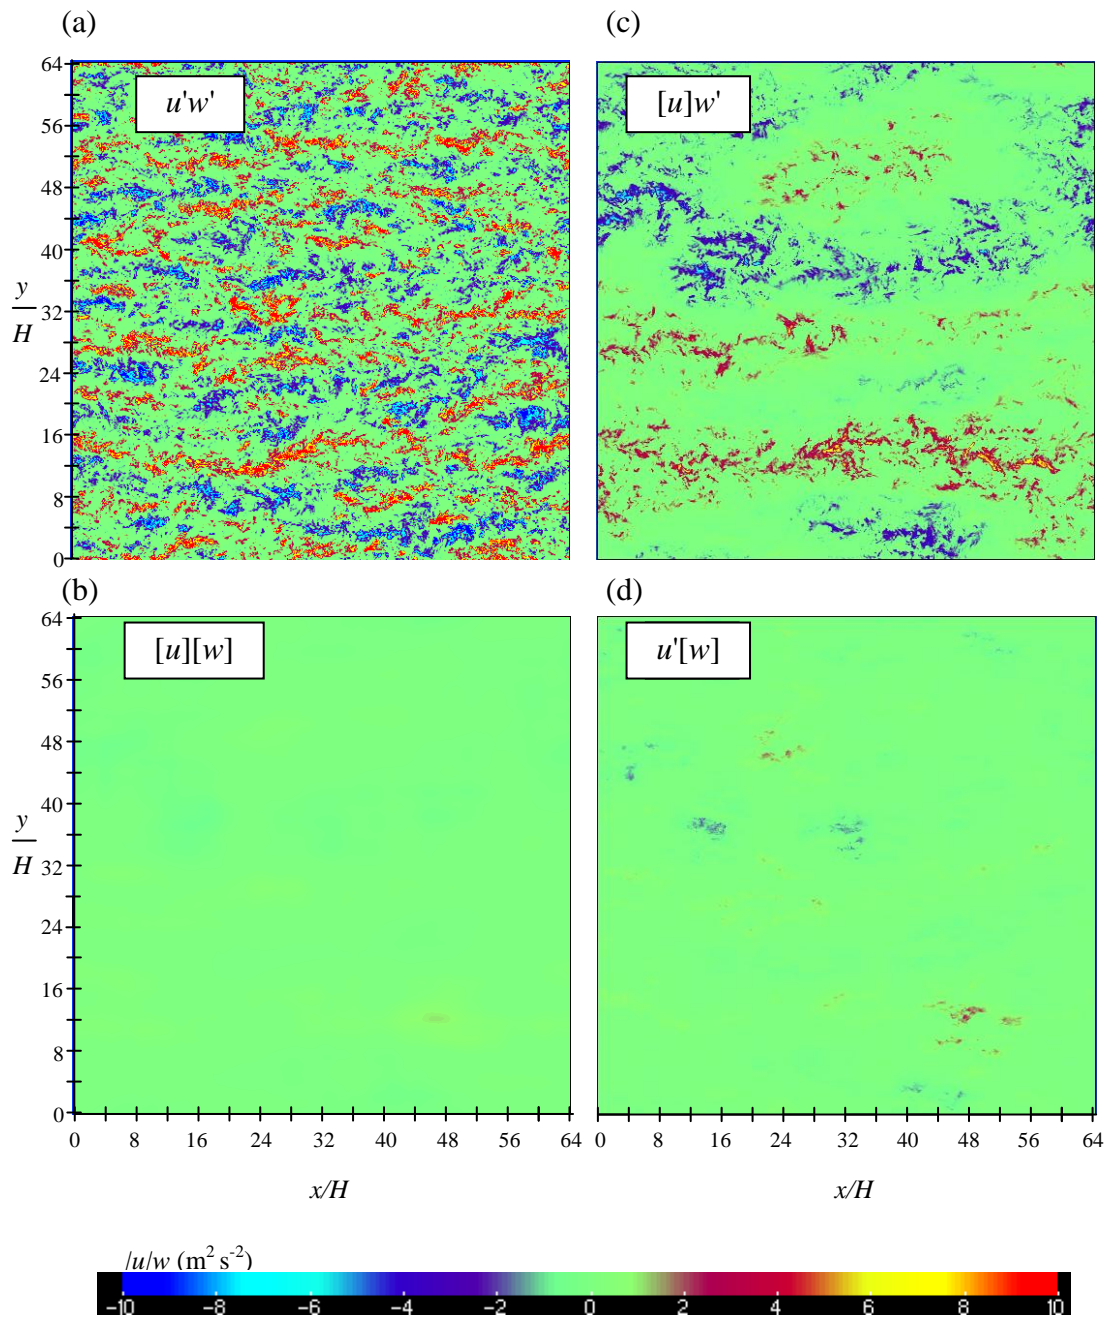 (a)
(c)
64
56
48
40
32
24
16
8
0
y
H
u'w'
[u]w'
(b)
(d)
64
56
48
40
32
24
16
8
0
y
H
[u][w]
u'[w]
0 8 16 24 32 40 48 56 64
0 8 16 24 32 40 48 56 64
x/H
x/H
/u/w (m² s⁻²)
-10 -8 -6 -4 -2 0 2 4 6 8 10